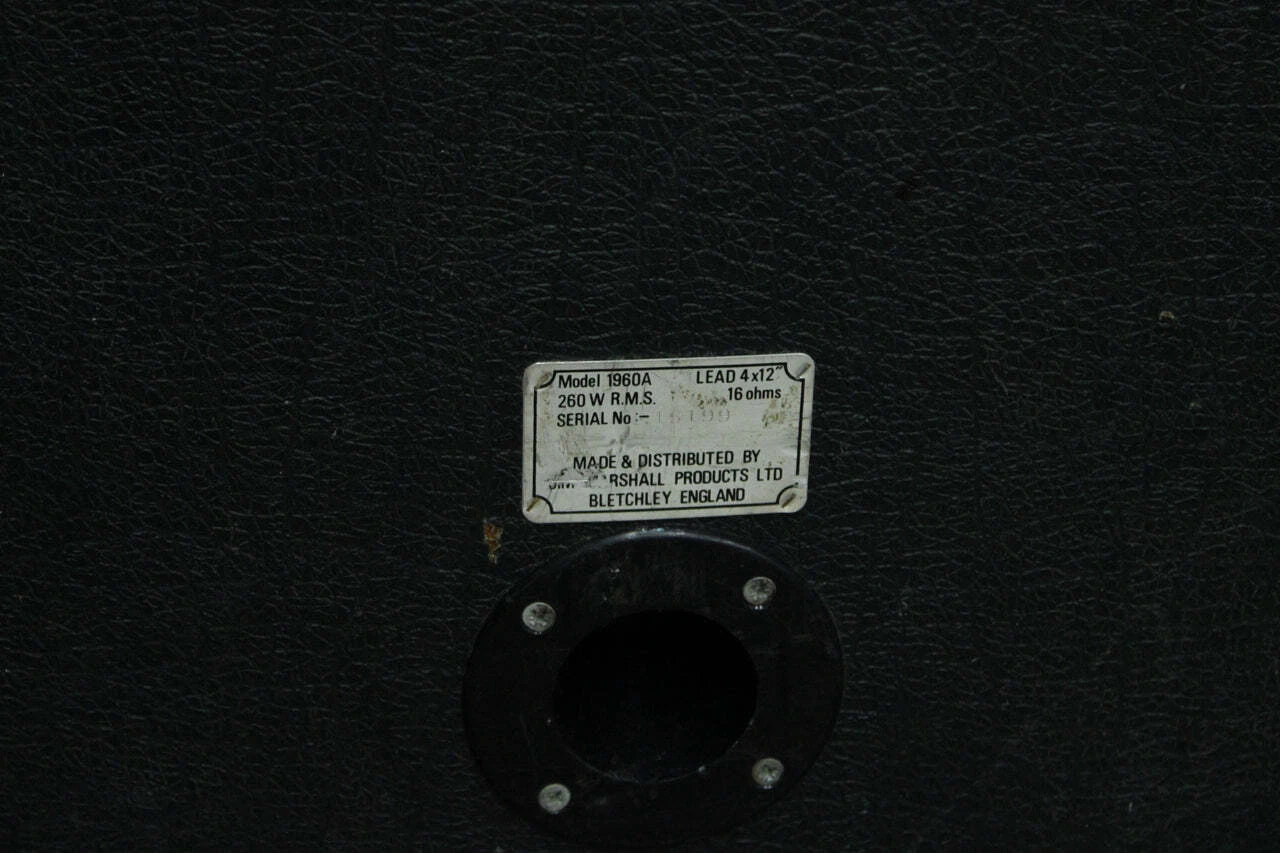 Model 1960A LEAD 4x12"
260 W R.M.S. 16 ohms
SERIAL No :-
MADE & DISTRIBUTED BY
PRODUCTS LTD
BLETCHLEY ENGLAND